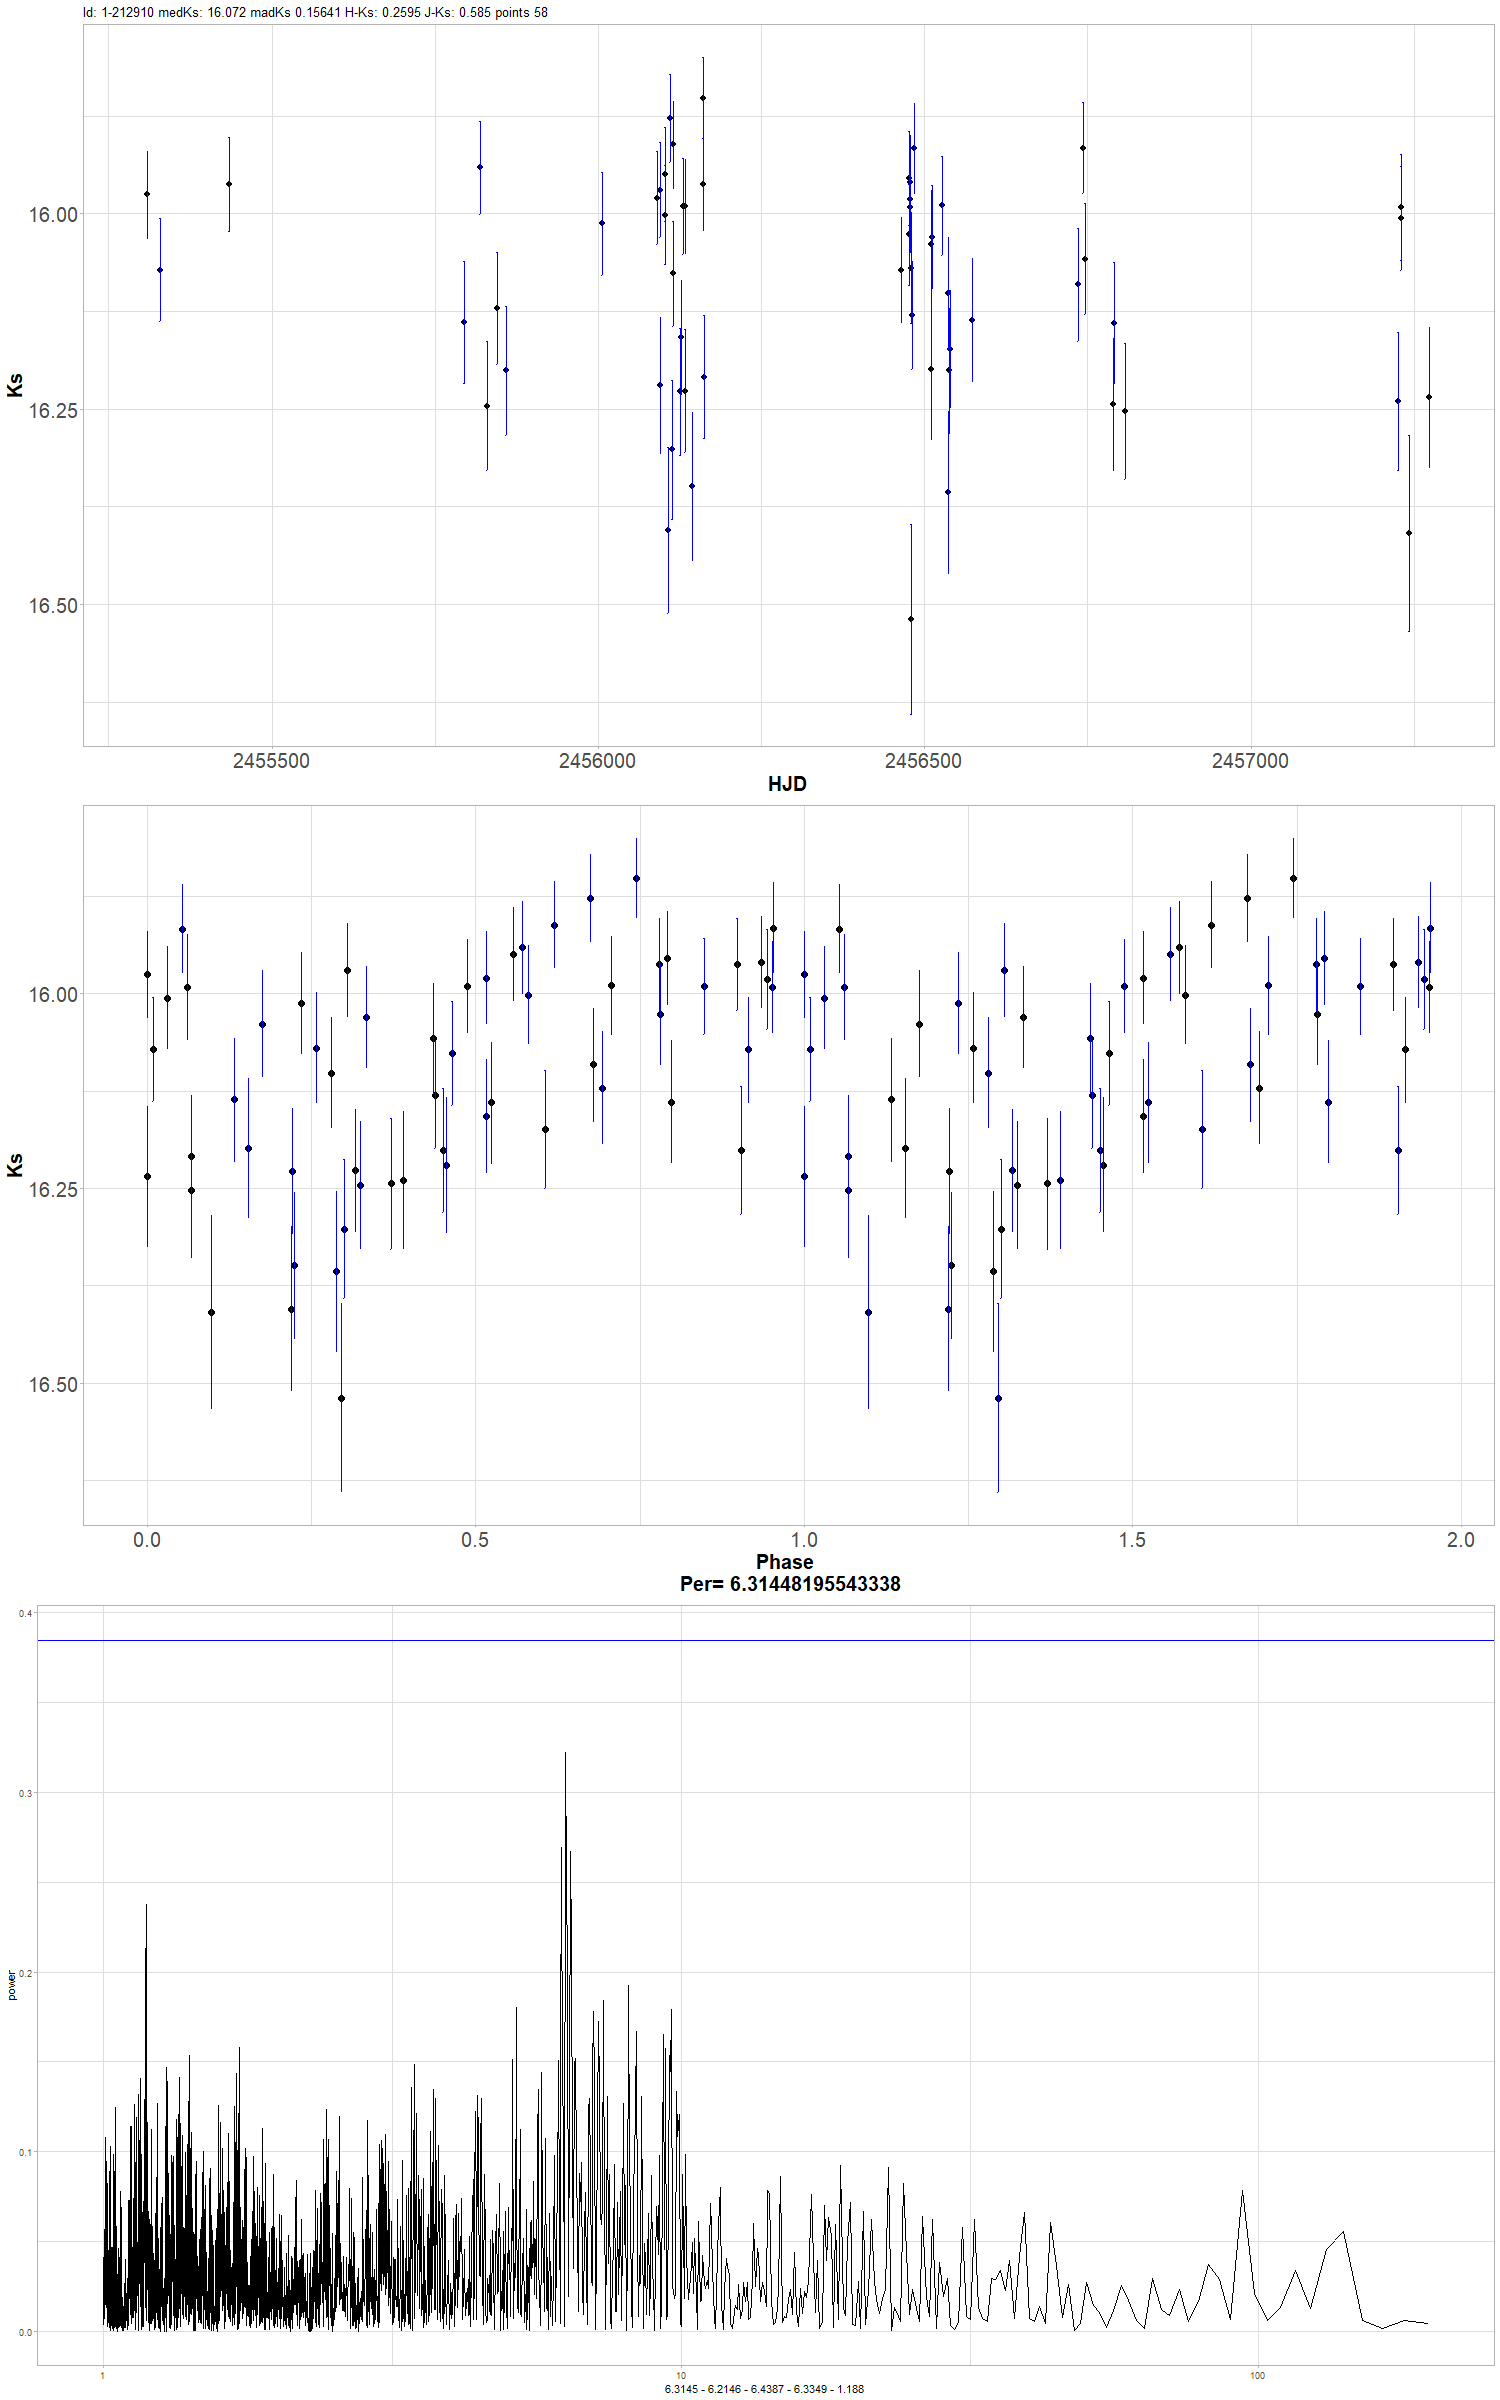 Id: 1-212910 medKs: 16.072 madKs 0.15641 H-Ks: 0.2595 J-Ks: 0.585 points 58
16.00
16.25
16.50
Ks
2455500 2456000 2456500 2457000
HJD
16.00
16.25
16.50
Ks
0.0 0.5 1.0 1.5 2.0
Phase
Per= 6.31448195543338
0.4
0.3
0.2
0.1
0.0
power
1 10 100
6.3145 - 6.2146 - 6.4387 - 6.3349 - 1.188